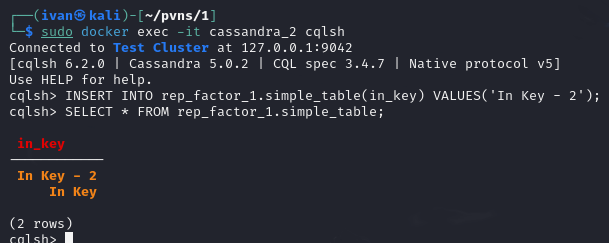 ┌──(ivan㉿kali)-[~/pvns/1]
└─$ sudo docker exec -it cassandra_2 cqlsh
Connected to Test Cluster at 127.0.0.1:9042
[cqlsh 6.2.0 | Cassandra 5.0.2 | CQL spec 3.4.7 | Native protocol v5]
Use HELP for help.
cqlsh> INSERT INTO rep_factor_1.simple_table(in_key) VALUES('In Key - 2');
cqlsh> SELECT * FROM rep_factor_1.simple_table;
in_key
------------
In Key - 2
In Key
(2 rows)
cqlsh>